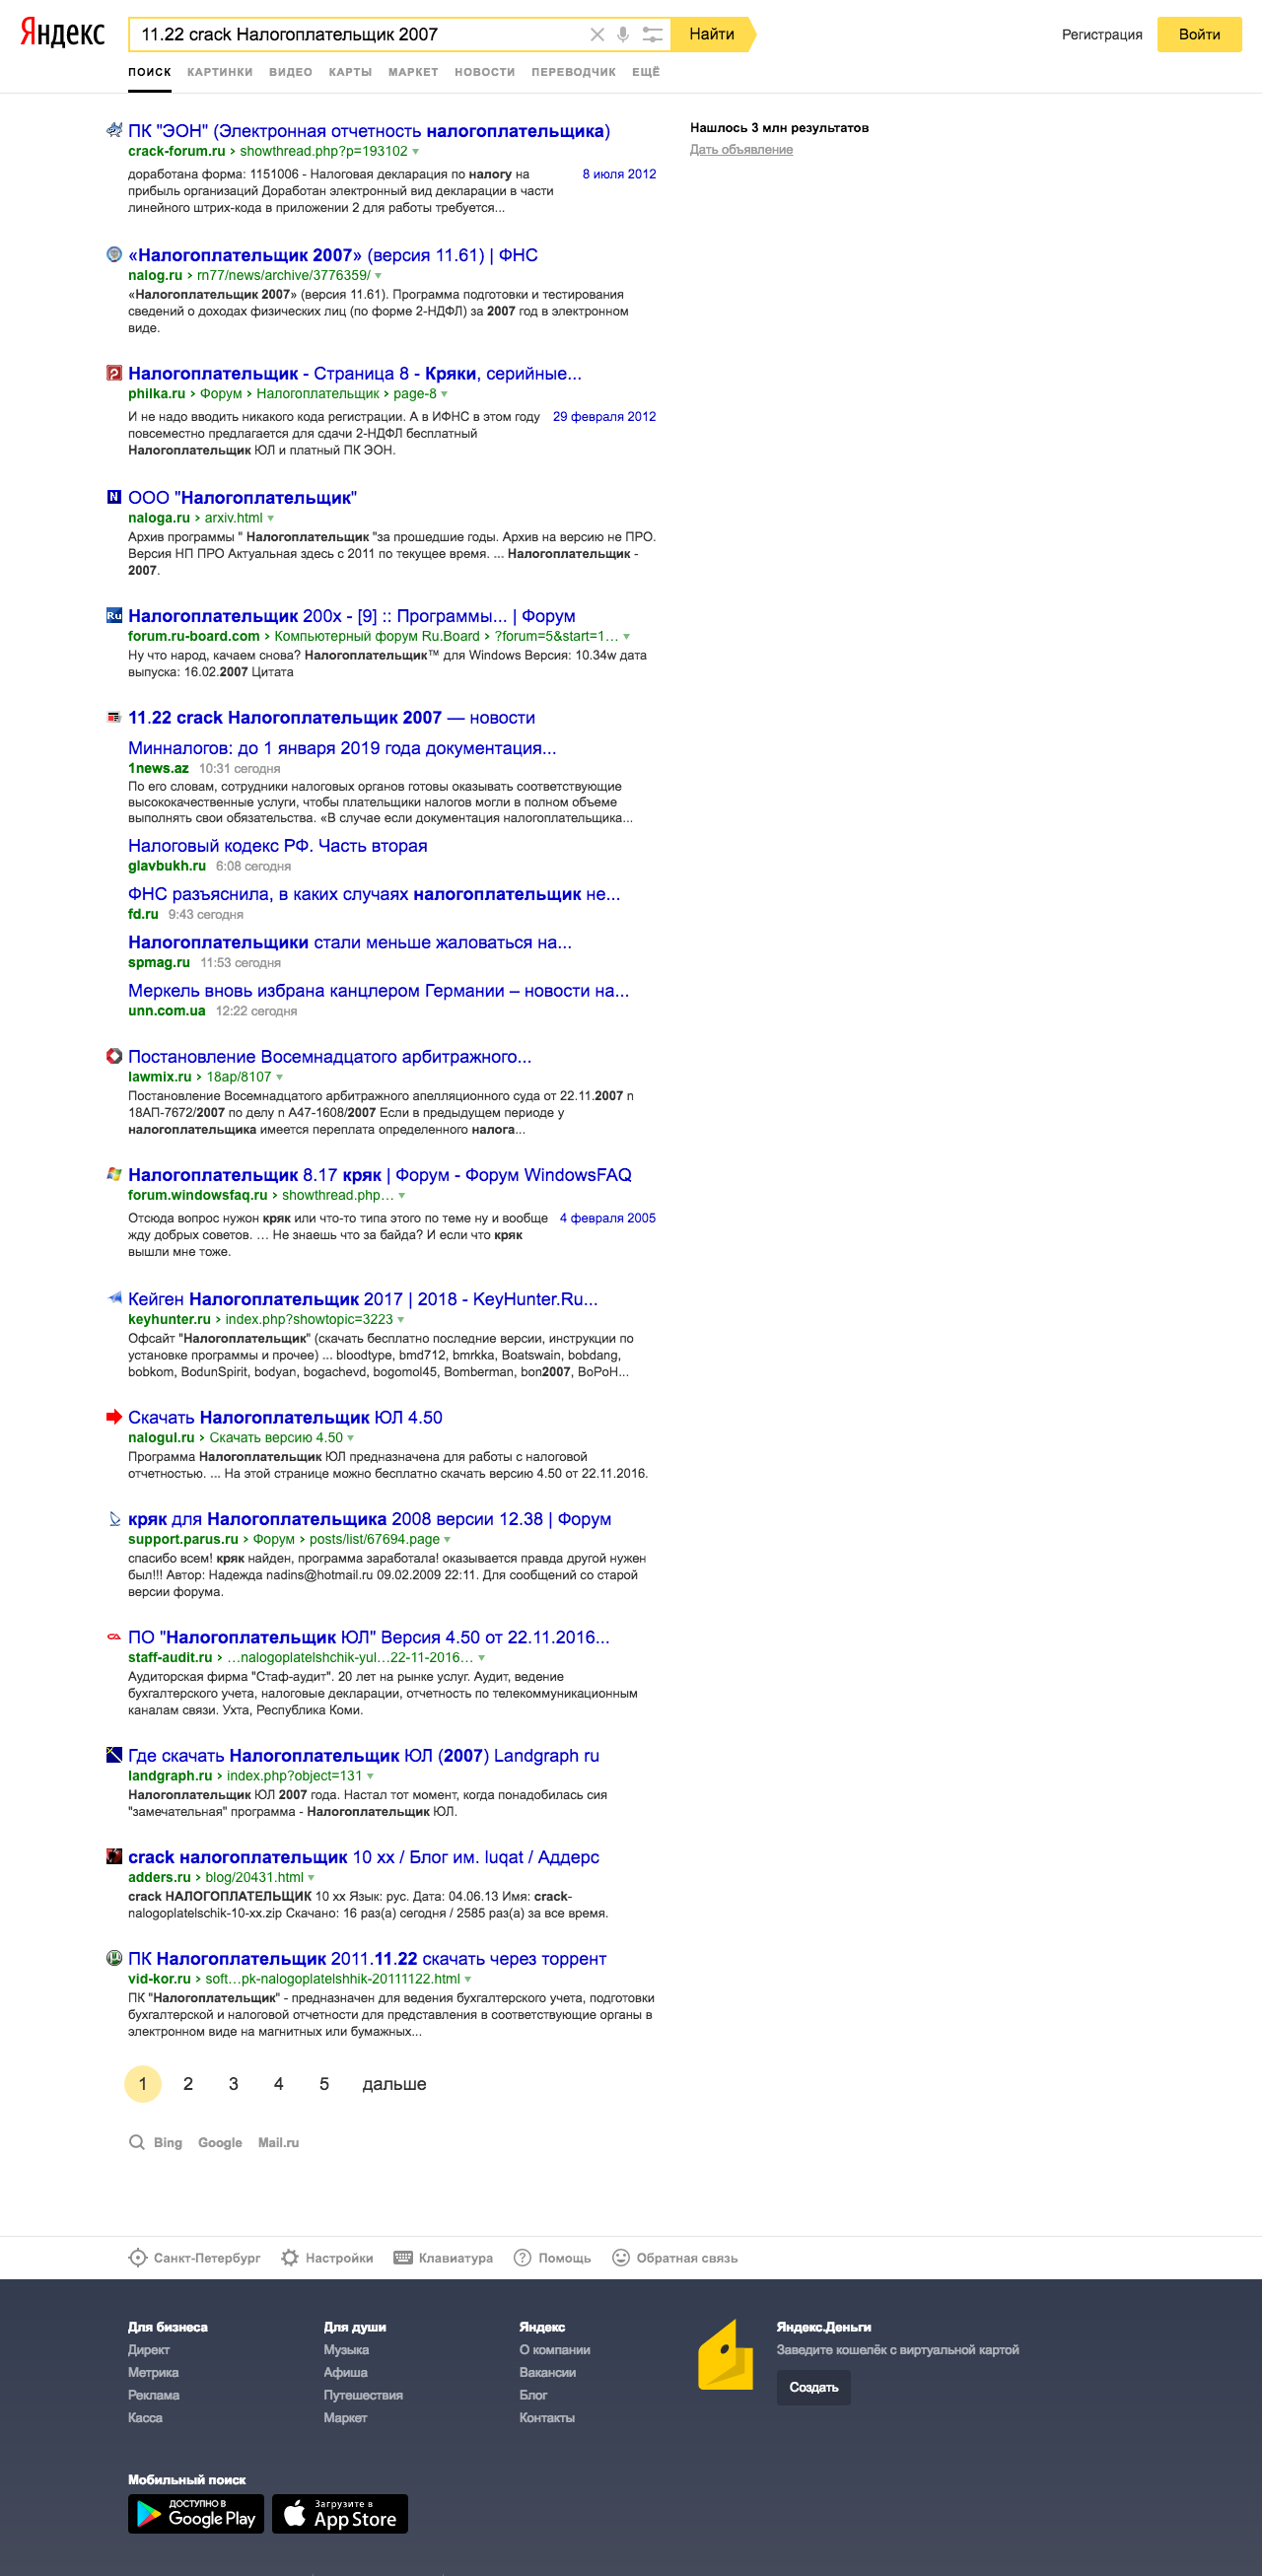 Яндекс
11.22 crack Налогоплательщик 2007
Найти
Регистрация
Войти
ПОИСК КАРТИНКИ ВИДЕО КАРТЫ МАРКЕТ НОВОСТИ ПЕРЕВОДЧИК ЕЩЁ
Нашлось 3 млн результатов
Дать объявление
ПК "ЭОН" (Электронная отчетность налогоплательщика)
crack-forum.ru › showthread.php?p=193102
доработана форма: 1151006 - Налоговая декларация по налогу на 8 июля 2012
прибыль организаций Доработан электронный вид декларации в части
линейного штрих-кода в приложении 2 для работы требуется...
«Налогоплательщик 2007» (версия 11.61) | ФНС
nalog.ru › rn77/news/archive/3776359/
«Налогоплательщик 2007» (версия 11.61). Программа подготовки и тестирования
сведений о доходах физических лиц (по форме 2-НДФЛ) за 2007 год в электронном
виде.
Налогоплательщик - Страница 8 - Кряки, серийные...
philka.ru › Форум › Налогоплательщик › page-8
И не надо вводить никакого кода регистрации. А в ИФНС в этом году 29 февраля 2012
повсеместно предлагается для сдачи 2-НДФЛ бесплатный
Налогоплательщик ЮЛ и платный ПК ЭОН.
N
ООО "Налогоплательщик"
naloga.ru › arxiv.html
Архив программы " Налогоплательщик "за прошедшие годы. Архив на версию не ПРО.
Версия НП ПРО Актуальная здесь с 2011 по текущее время. ... Налогоплательщик -
2007.
Ru
Налогоплательщик 200x - [9] :: Программы... | Форум
forum.ru-board.com › Компьютерный форум Ru.Board › ?forum=5&start=1…
Ну что народ, качаем снова? Налогоплательщик™ для Windows Версия: 10.34w дата
выпуска: 16.02.2007 Цитата
11.22 crack Налогоплательщик 2007 — новости
Минналогов: до 1 января 2019 года документация...
1news.az 10:31 сегодня
По его словам, сотрудники налоговых органов готовы оказывать соответствующие
высококачественные услуги, чтобы плательщики налогов могли в полном объеме
выполнять свои обязательства. «В случае если документация налогоплательщика...
Налоговый кодекс РФ. Часть вторая
glavbukh.ru 6:08 сегодня
ФНС разъяснила, в каких случаях налогоплательщик не...
fd.ru 9:43 сегодня
Налогоплательщики стали меньше жаловаться на...
spmag.ru 11:53 сегодня
Меркель вновь избрана канцлером Германии – новости на...
unn.com.ua 12:22 сегодня
Постановление Восемнадцатого арбитражного...
lawmix.ru › 18ap/8107
Постановление Восемнадцатого арбитражного апелляционного суда от 22.11.2007 n
18АП-7672/2007 по делу n А47-1608/2007 Если в предыдущем периоде у
налогоплательщика имеется переплата определенного налога...
Налогоплательщик 8.17 кряк | Форум - Форум WindowsFAQ
forum.windowsfaq.ru › showthread.php…
Отсюда вопрос нужон кряк или что-то типа этого по теме ну и вообще 4 февраля 2005
жду добрых советов. … Не знаешь что за байда? И если что кряк
вышли мне тоже.
Кейген Налогоплательщик 2017 | 2018 - KeyHunter.Ru...
keyhunter.ru › index.php?showtopic=3223
Офсайт "Налогоплательщик" (скачать бесплатно последние версии, инструкции по
установке программы и прочее) ... bloodtype, bmd712, bmrkka, Boatswain, bobdang,
bobkom, BodunSpirit, bodyan, bogachevd, bogomol45, Bomberman, bon2007, BoPoH...
Скачать Налогоплательщик ЮЛ 4.50
nalogul.ru › Скачать версию 4.50
Программа Налогоплательщик ЮЛ предназначена для работы с налоговой
отчетностью. ... На этой странице можно бесплатно скачать версию 4.50 от 22.11.2016.
кряк для Налогоплательщика 2008 версии 12.38 | Форум
support.parus.ru › Форум › posts/list/67694.page
спасибо всем! кряк найден, программа заработала! оказывается правда другой нужен
был!!! Автор: Надежда nadins@hotmail.ru 09.02.2009 22:11. Для сообщений со старой
версии форума.
ПО "Налогоплательщик ЮЛ" Версия 4.50 от 22.11.2016...
staff-audit.ru › …nalogoplatelshchik-yul…22-11-2016…
Аудиторская фирма "Стаф-аудит". 20 лет на рынке услуг. Аудит, ведение
бухгалтерского учета, налоговые декларации, отчетность по телекоммуникационным
каналам связи. Ухта, Республика Коми.
Где скачать Налогоплательщик ЮЛ (2007) Landgraph ru
landgraph.ru › index.php?object=131
Налогоплательщик ЮЛ 2007 года. Настал тот момент, когда понадобилась сия
"замечательная" программа - Налогоплательщик ЮЛ.
crack налогоплательщик 10 xx / Блог им. luqat / Аддерс
adders.ru › blog/20431.html
crack НАЛОГОПЛАТЕЛЬЩИК 10 xx Язык: рус. Дата: 04.06.13 Имя: crack-
nalogoplatelschik-10-xx.zip Скачано: 16 раз(а) сегодня / 2585 раз(а) за все время.
ПК Налогоплательщик 2011.11.22 скачать через торрент
vid-kor.ru › soft…pk-nalogoplatelshhik-20111122.html
ПК "Налогоплательщик" - предназначен для ведения бухгалтерского учета, подготовки
бухгалтерской и налоговой отчетности для представления в соответствующие органы в
электронном виде на магнитных или бумажных...
1 2 3 4 5 дальше
Bing Google Mail.ru
Санкт-Петербург Настройки Клавиатура Помощь Обратная связь
Для бизнеса
Директ
Метрика
Реклама
Касса
Для души
Музыка
Афиша
Путешествия
Маркет
Яндекс
О компании
Вакансии
Блог
Контакты
Яндекс.Деньги
Заведите кошелёк с виртуальной картой
Создать
Мобильный поиск
ДОСТУПНО В
Google Play
Загрузите в
App Store